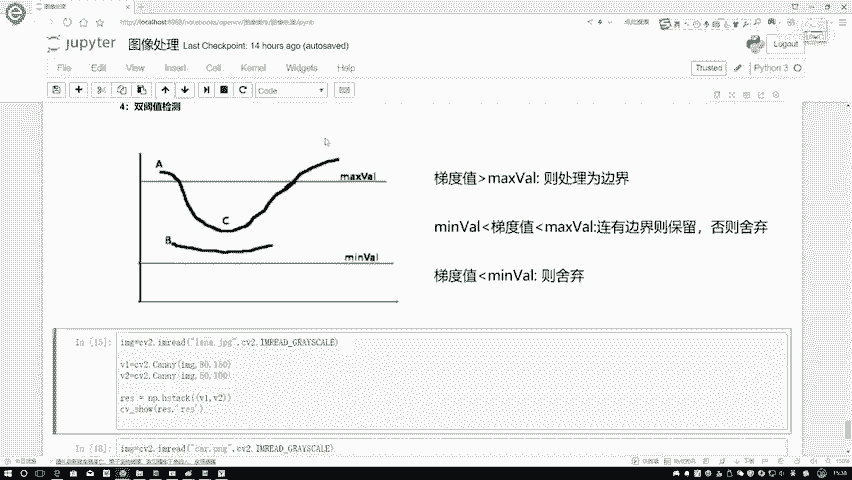 图像处理
http://localhost:8888/notebooks/opencv/图像操作/图像处理.ipynb
jupyter 图像处理 Last Checkpoint: 14 hours ago (autosaved)
Logout
File Edit View Insert Cell Kernel Widgets Help
Trusted
Python 3
Code
4：双阈值检测
A
maxVal
C
B
minVal
梯度值>maxVal: 则处理为边界
minVal<梯度值<maxVal:连有边界则保留，否则舍弃
梯度值<minVal: 则舍弃
In [15]:
img=cv2.imread("lena.jpg",cv2.IMREAD_GRAYSCALE)
v1=cv2.Canny(img,80,150)
v2=cv2.Canny(img,50,100)
res = np.hstack((v1,v2))
cv_show(res,'res')
In [18]:
img=cv2.imread("car.png",cv2.IMREAD_GRAYSCALE)
15:38